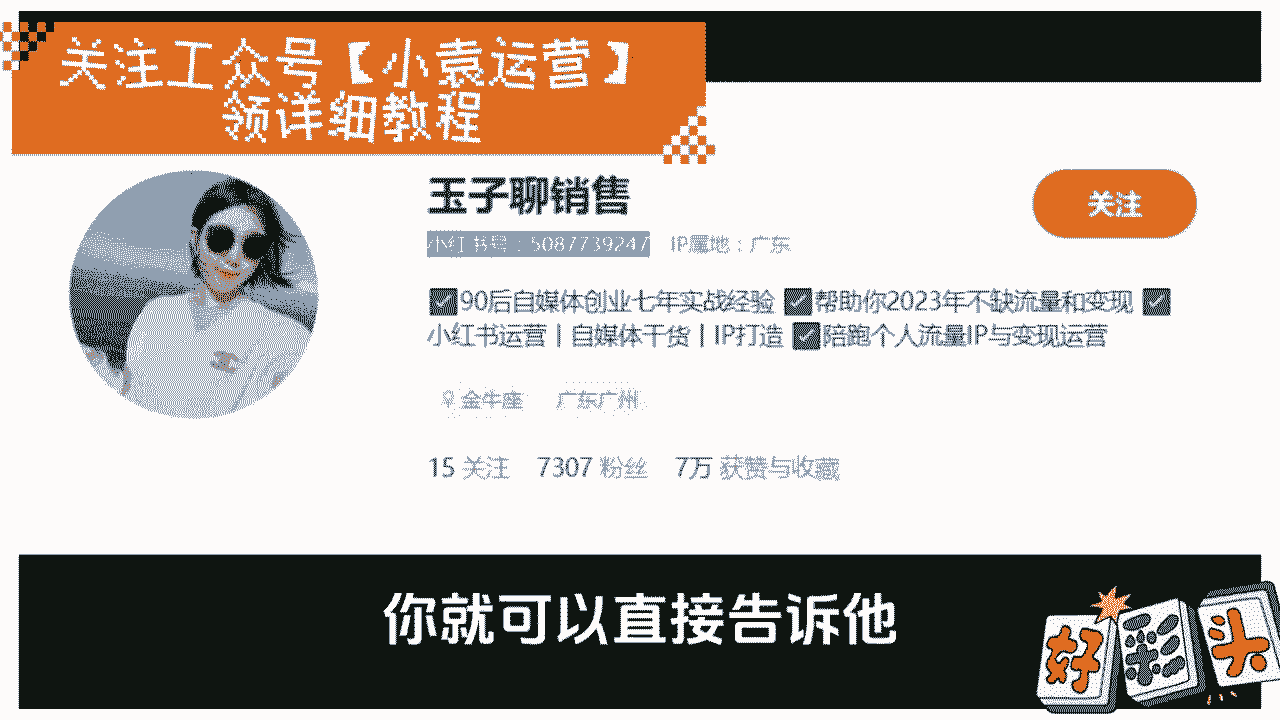 关注工众号【小袁运营】
领详细教程
玉子聊销售
关注
小红书号：5087739247 IP属地：广东
90后自媒体创业七年实战经验 帮助你2023年不缺流量和变现
小红书运营丨自媒体干货丨IP打造 陪跑个人流量IP与变现运营
金牛座 广东广州
15 关注 7307 粉丝 7万 获赞与收藏
你就可以直接告诉他
好彩头